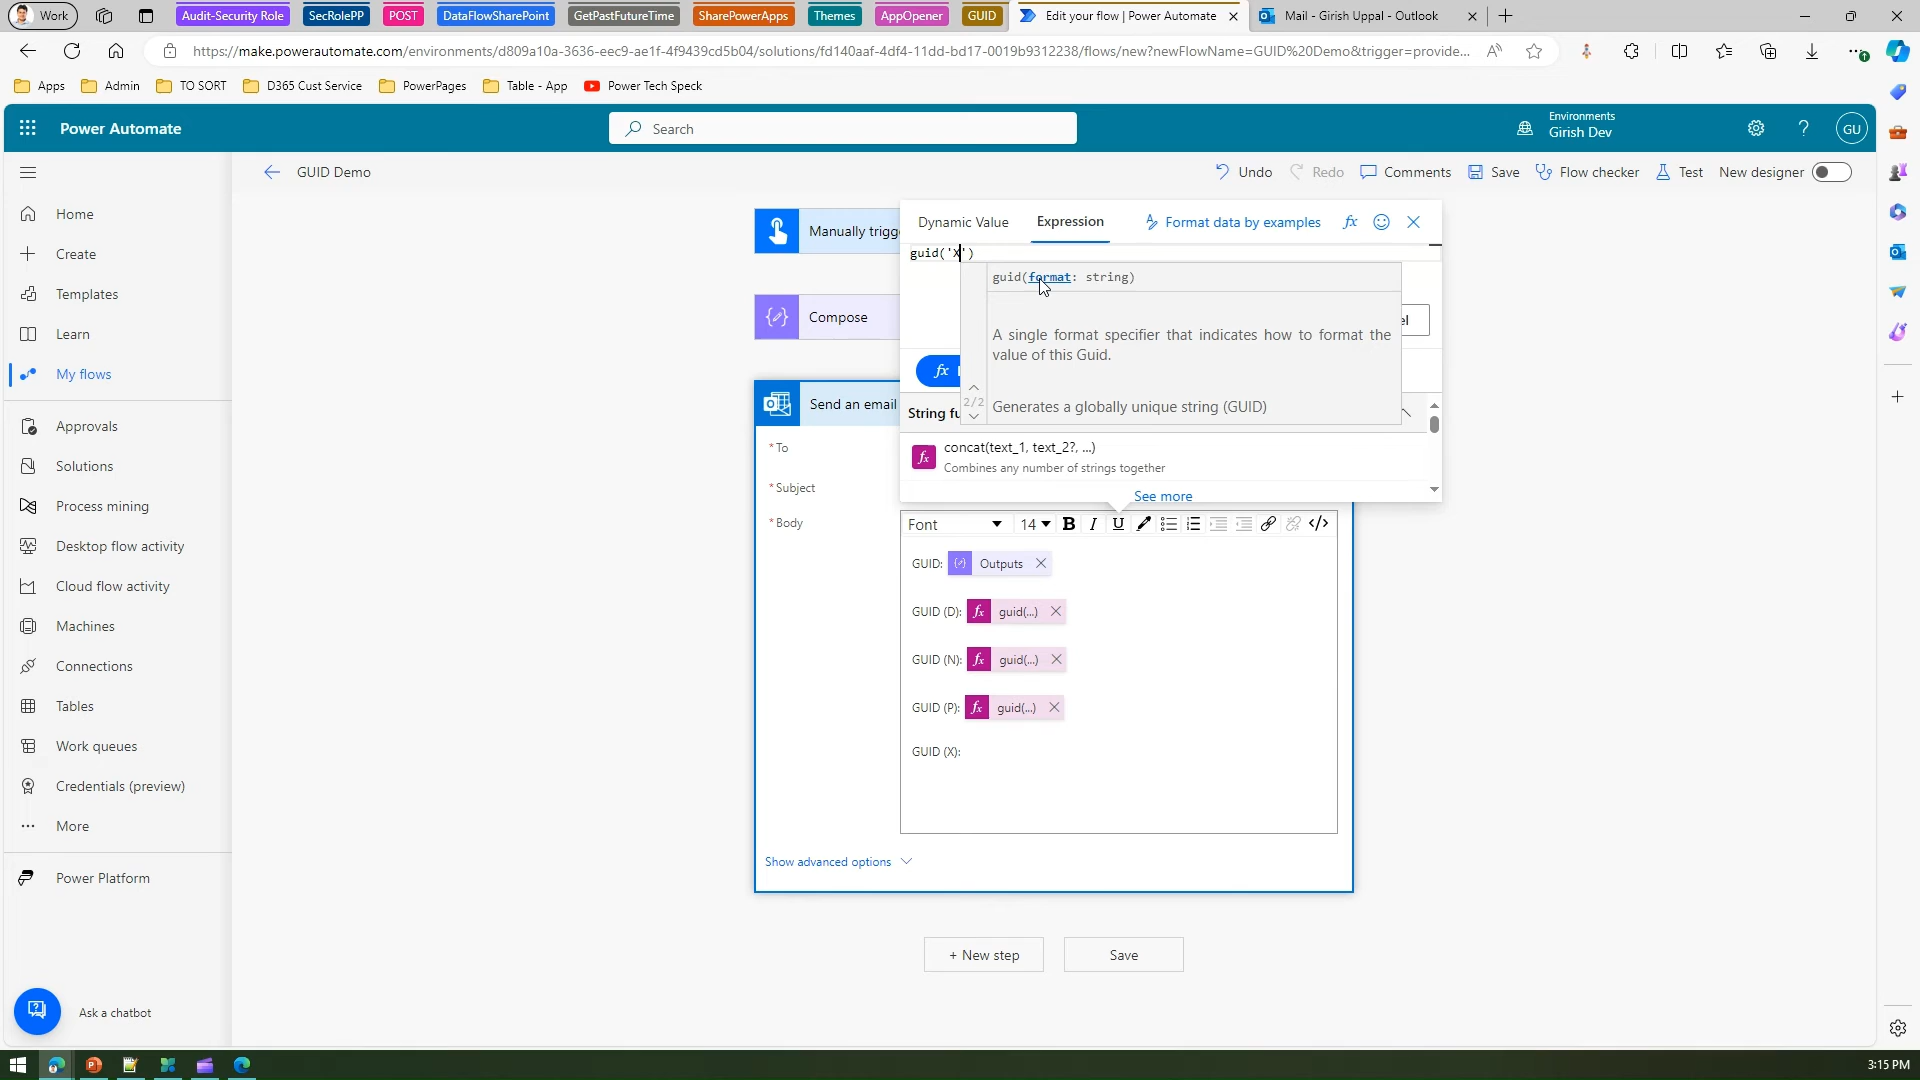 Work
Audit-Security Role
SecRolePP
POST
DataFlowSharePoint
GetPastFutureTime
SharePowerApps
Themes
AppOpener
GUID
Edit your flow | Power Automate
Mail - Girish Uppal - Outlook
https://make.powerautomate.com/environments/d809a10a-3636-eec9-ae1f-4f9439cd5b04/solutions/fd140aaf-4df4-11dd-bd17-0019b9312238/flows/new?newFlowName=GUID%20Demo&trigger=provide...
Apps
Admin
TO SORT
D365 Cust Service
PowerPages
Table - App
Power Tech Speck
Power Automate
Search
Environments
Girish Dev
GU
GUID Demo
Undo
Redo
Comments
Save
Flow checker
Test
New designer
Home
Create
Templates
Learn
My flows
Approvals
Solutions
Process mining
Desktop flow activity
Cloud flow activity
Machines
Connections
Tables
Work queues
Credentials (preview)
More
Power Platform
Ask a chatbot
Manually trigg
Compose
Send an email
Dynamic Value
Expression
Format data by examples
fx
guid('X')
guid(format: string)
A single format specifier that indicates how to format the
value of this Guid.
2/2
Generates a globally unique string (GUID)
el
fx
String fu
fx
concat(text_1, text_2?, ...)
Combines any number of strings together
See more
* To
* Subject
* Body
Font
14
B
I
U
</>
GUID: Outputs
GUID (D): fx guid(...)
GUID (N): fx guid(...)
GUID (P): fx guid(...)
GUID (X):
Show advanced options
+ New step
Save
3:15 PM